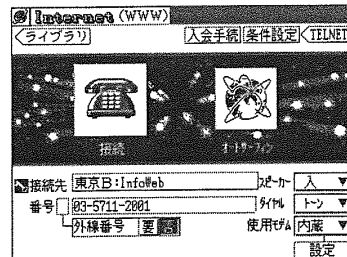 Internet (WWW)
ライブラリ 入会手続 条件設定 TELNET
接続 オートサーフィン
接続先 東京B:InfoWeb スピーカー 入 ▼
番号 03-5711-2001 ダイヤル トーン ▼
外線番号 要 使用モデム 内蔵 ▼
設定